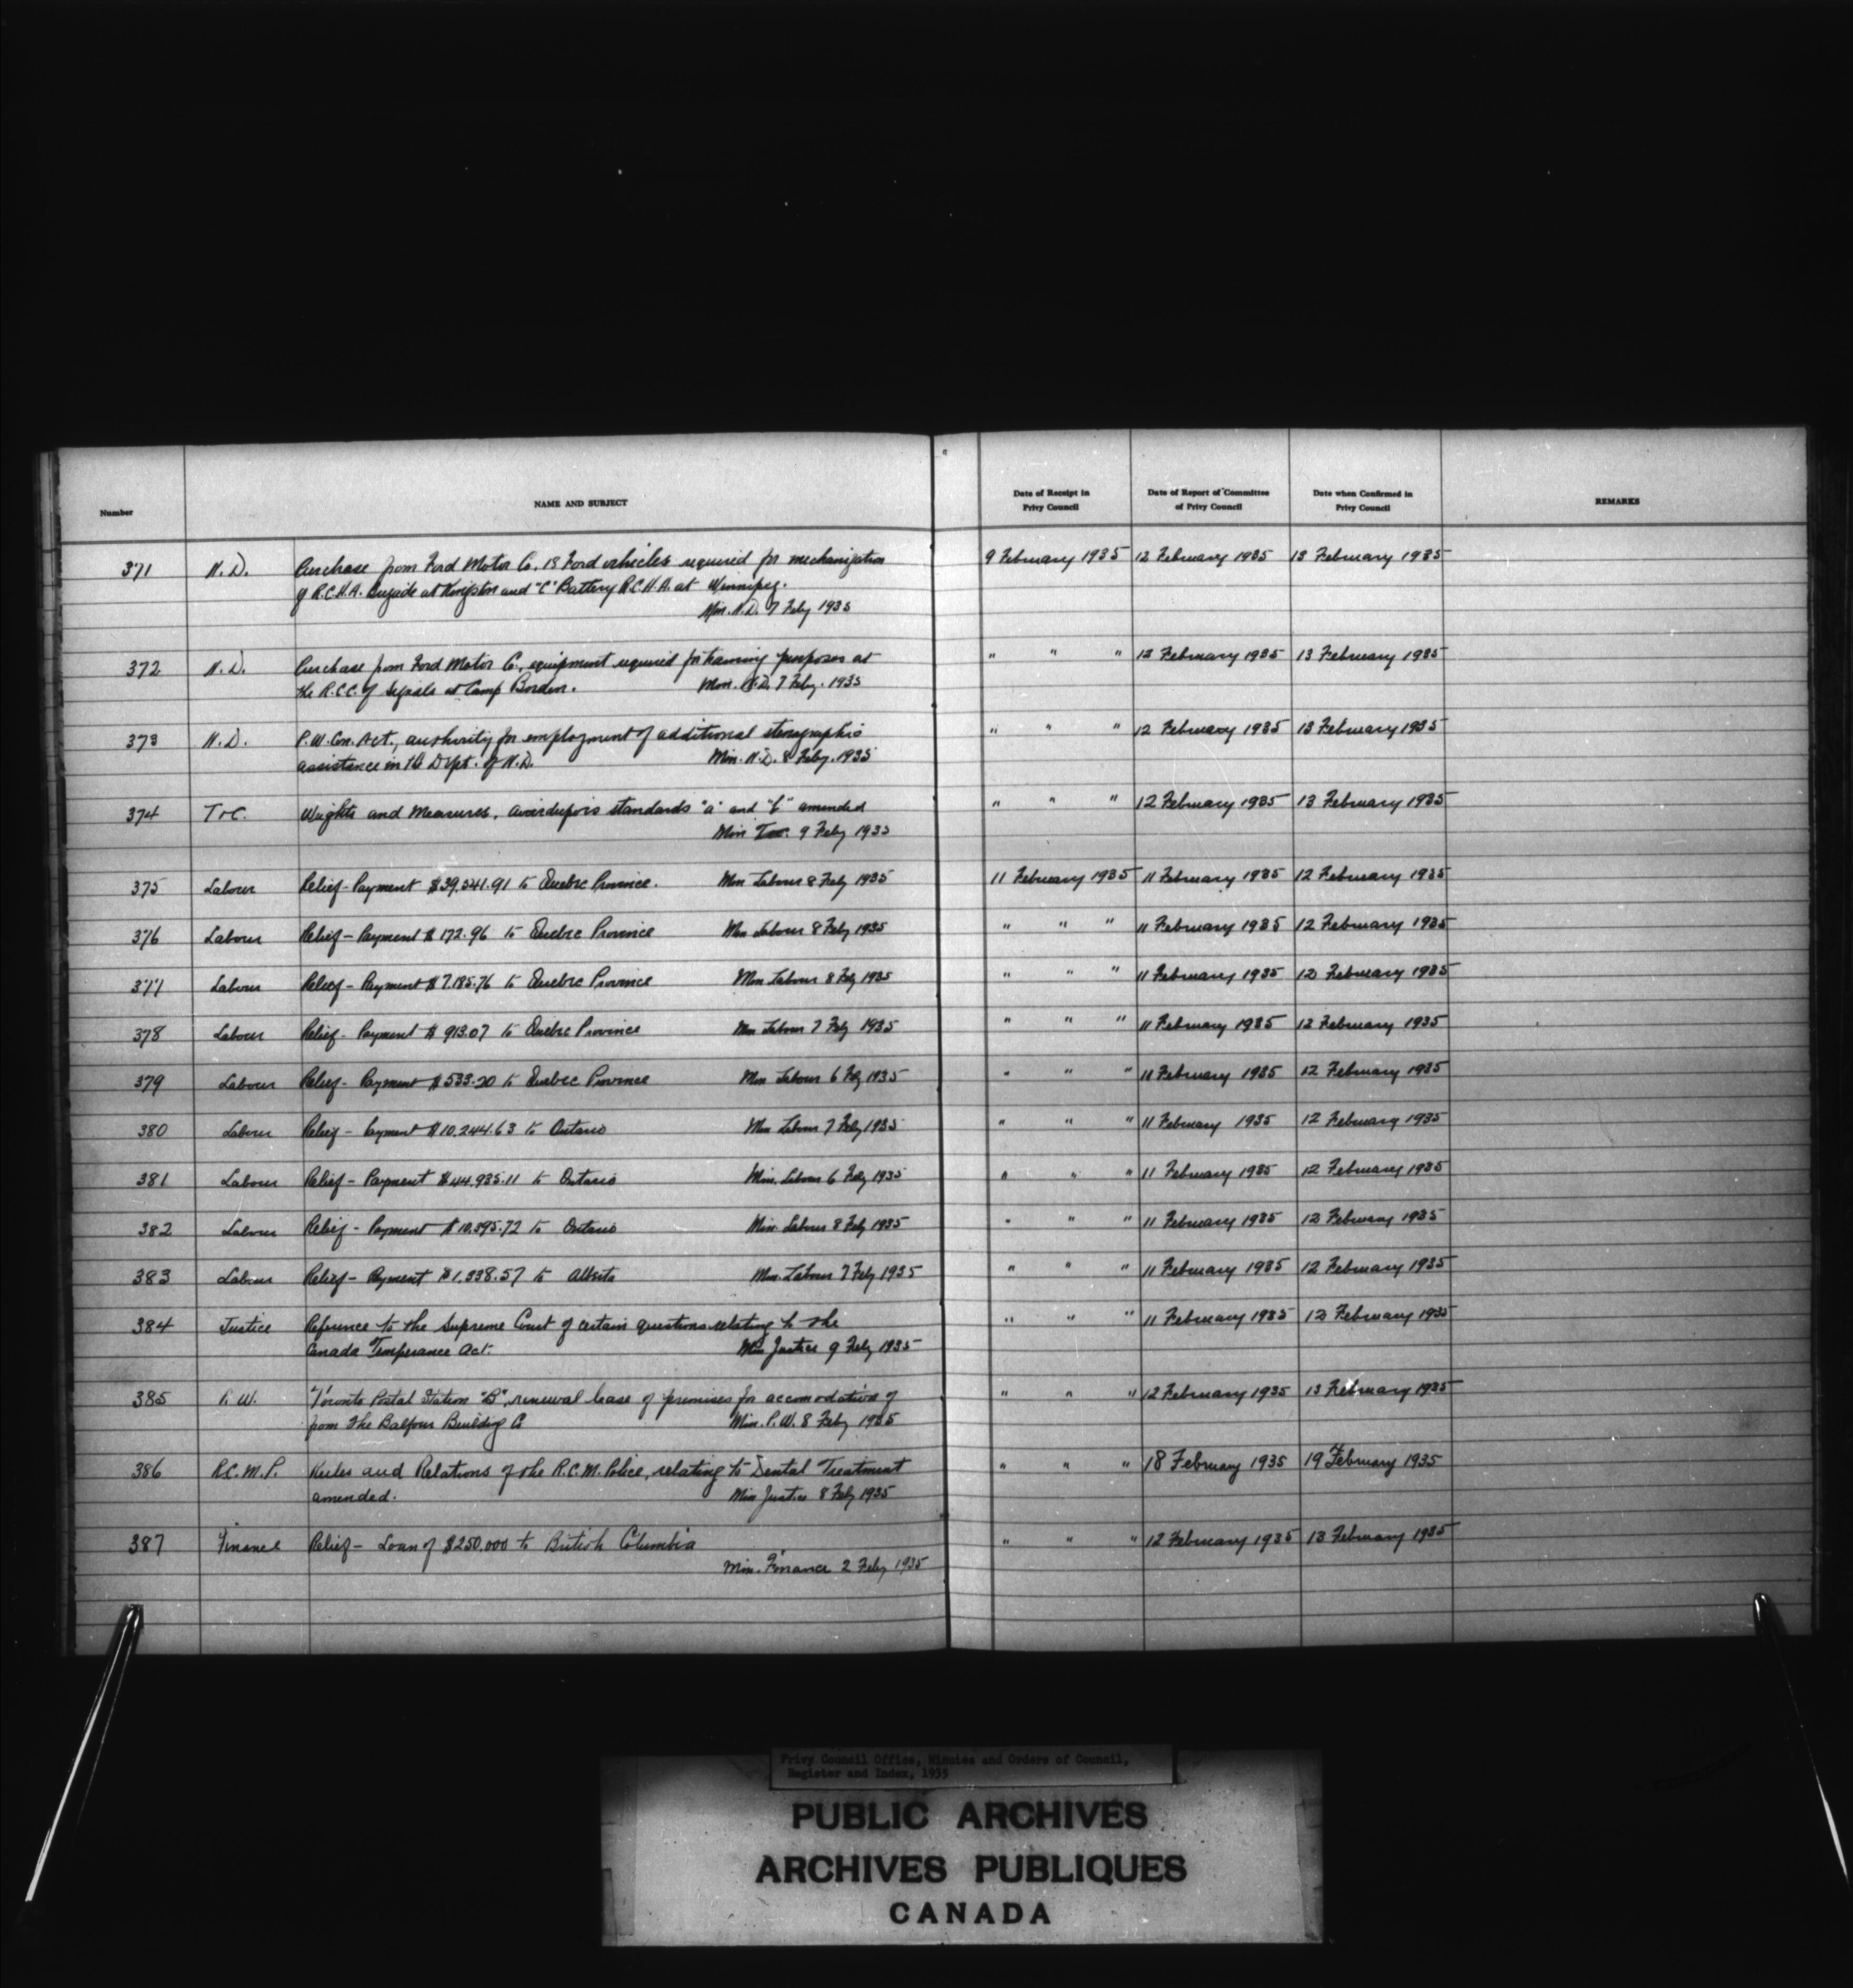 Number NAME AND SUBJECT Date of Receipt in Privy Council Date of Report of Committee of Privy Council Date when Confirmed in Privy Council REMARKS
371 N.D. Purchase from Ford Motor Co. 18 Ford vehicles required for mechanization 9 February 1935 12 February 1935 13 February 1935
of R.C.H.A. Brigade at Kingston and "C" Battery R.C.H.A. at Winnipeg.
Min. N.D. 7 Feby 1935
372 N.D. Purchase from Ford Motor Co., equipment required for training purposes at " " " 12 February 1935 13 February 1935
the R.C.C. of Signals at Camp Borden. Min. N.D. 7 Feby. 1935
373 N.D. P.W. Con. Act., authority for employment of additional stenographic " " " 12 February 1935 13 February 1935
assistance in the Dept. of N.D. Min. N.D. 8 Feby. 1935
374 T+C. Weights and Measures, avoirdupois standards "a" and "b" amended " " " 12 February 1935 13 February 1935
Min 9 Feby 1935
375 Labour Relief - Payment $39,541.91 to Quebec Province. Min Labour 8 Feby 1935 11 February 1935 11 February 1935 12 February 1935
376 Labour Relief - Payment $172.96 to Quebec Province Min Labour 8 Feby 1935 " " " 11 February 1935 12 February 1935
377 Labour Relief - Payment $7,185.76 to Quebec Province Min Labour 8 Feby 1935 " " " 11 February 1935 12 February 1935
378 Labour Relief - Payment $913.07 to Quebec Province Min Labour 7 Feby 1935 " " " 11 February 1935 12 February 1935
379 Labour Relief - Payment $533.20 to Quebec Province Min Labour 6 Feby 1935 " " " 11 February 1935 12 February 1935
380 Labour Relief - Payment $10,244.63 to Ontario Min Labour 7 Feby 1935 " " " 11 February 1935 12 February 1935
381 Labour Relief - Payment $44,935.11 to Ontario Min. Labour 6 Feby 1935 " " " 11 February 1935 12 February 1935
382 Labour Relief - Payment $10,395.72 to Ontario Min. Labour 8 Feby 1935 " " " 11 February 1935 12 February 1935
383 Labour Relief - Payment $1,338.57 to Alberta Min. Labour 7 Feby 1935 " " " 11 February 1935 12 February 1935
384 Justice Reference to the Supreme Court of certain questions relating to the " " " 11 February 1935 12 February 1935
Canada Temperance Act. Min Justice 9 Feby 1935
385 P.W. Toronto Postal Station "B", renewal lease of premises for accomodation of " " " 12 February 1935 13 February 1935
from The Balfour Building Co Min. P.W. 8 Feby 1935
386 R.C.M.P. Rules and Relations of the R.C.M. Police, relating to Dental Treatment " " " 18 February 1935 19 February 1935
amended. Min Justice 8 Feby 1935
387 Finance Relief - Loan of $250,000 to British Columbia " " " 12 February 1935 13 February 1935
Min. Finance 2 Feby 1935
Privy Council Office, Minutes and Orders of Council,
Register and Index, 1935
PUBLIC ARCHIVES
ARCHIVES PUBLIQUES
CANADA